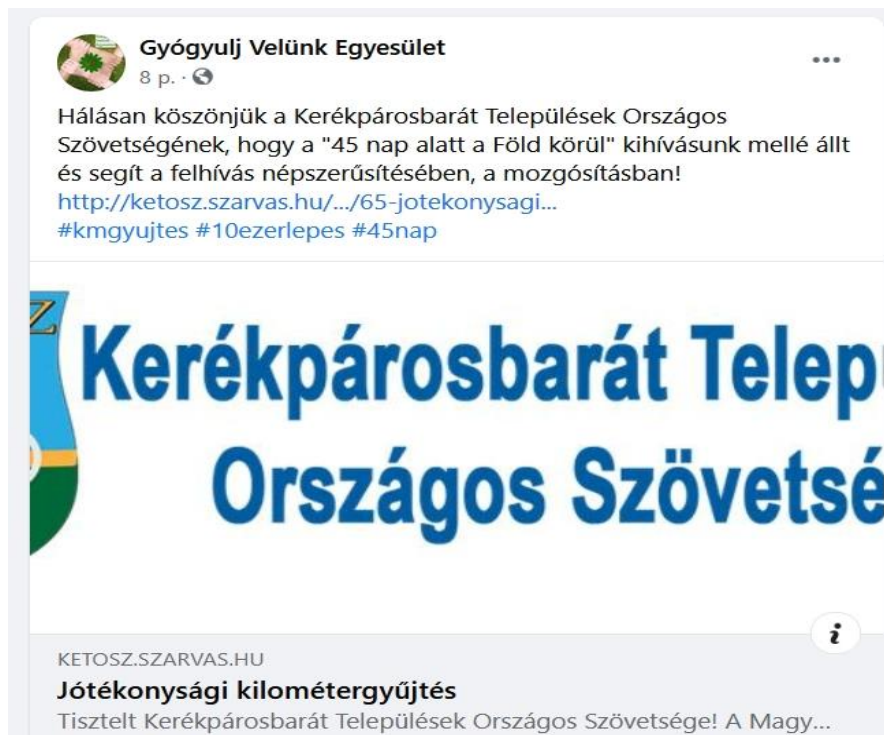 Gyógyulj Velünk Egyesület
8 p. ·
Hálásan köszönjük a Kerékpárosbarát Települések Országos
Szövetségének, hogy a "45 nap alatt a Föld körül" kihívásunk mellé állt
és segít a felhívás népszerűsítésében, a mozgósításban!
http://ketosz.szarvas.hu/.../65-jotekonysagi...
#kmgyujtes #10ezerlepes #45nap
Z Kerékpárosbarát Telepü
Országos Szövetsé
KETOSZ.SZARVAS.HU
Jótékonysági kilométergyűjtés
Tisztelt Kerékpárosbarát Települések Országos Szövetsége! A Magy...